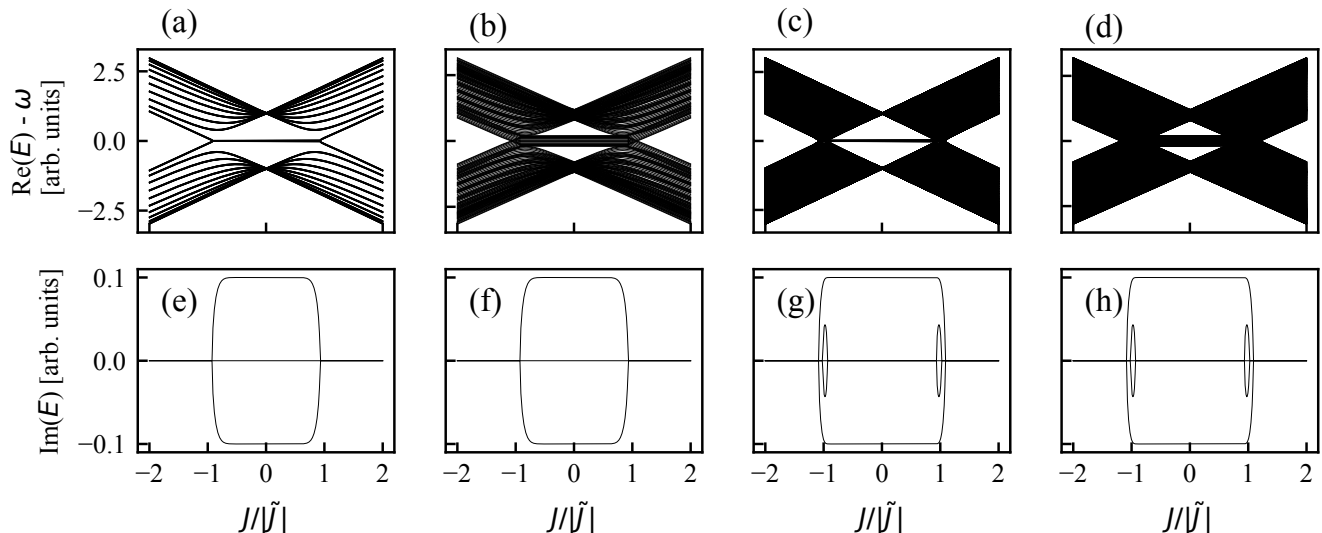 (a) (b) (c) (d)
Re(E) - ω
[arb. units]
2.5
0.0
−2.5
(e) (f) (g) (h)
Im(E) [arb. units]
0.1
0.0
−0.1
−2 −1 0 1 2 −2 −1 0 1 2 −2 −1 0 1 2 −2 −1 0 1 2
J/|J̃| J/|J̃| J/|J̃| J/|J̃|